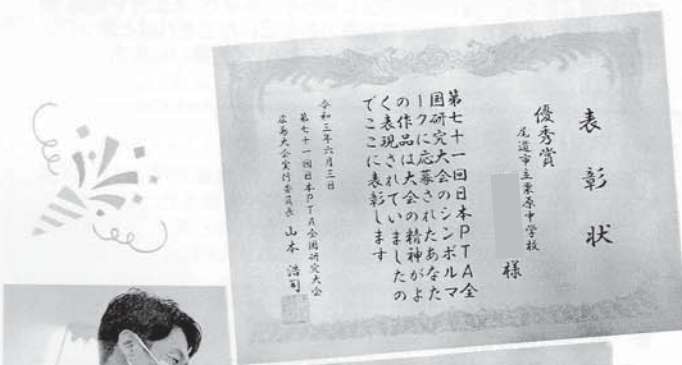 表彰状
優秀賞
尾道市立栗原中学校
様
第七十一回日本PTA全
国研究大会のシンボルマ
ークに応募されたあなた
の作品は大会の精神がよ
く表現されていましたの
でここに表彰します
令和三年六月三日
第七十一回日本PTA全国研究大会
広島大会実行委員長 山本 浩司